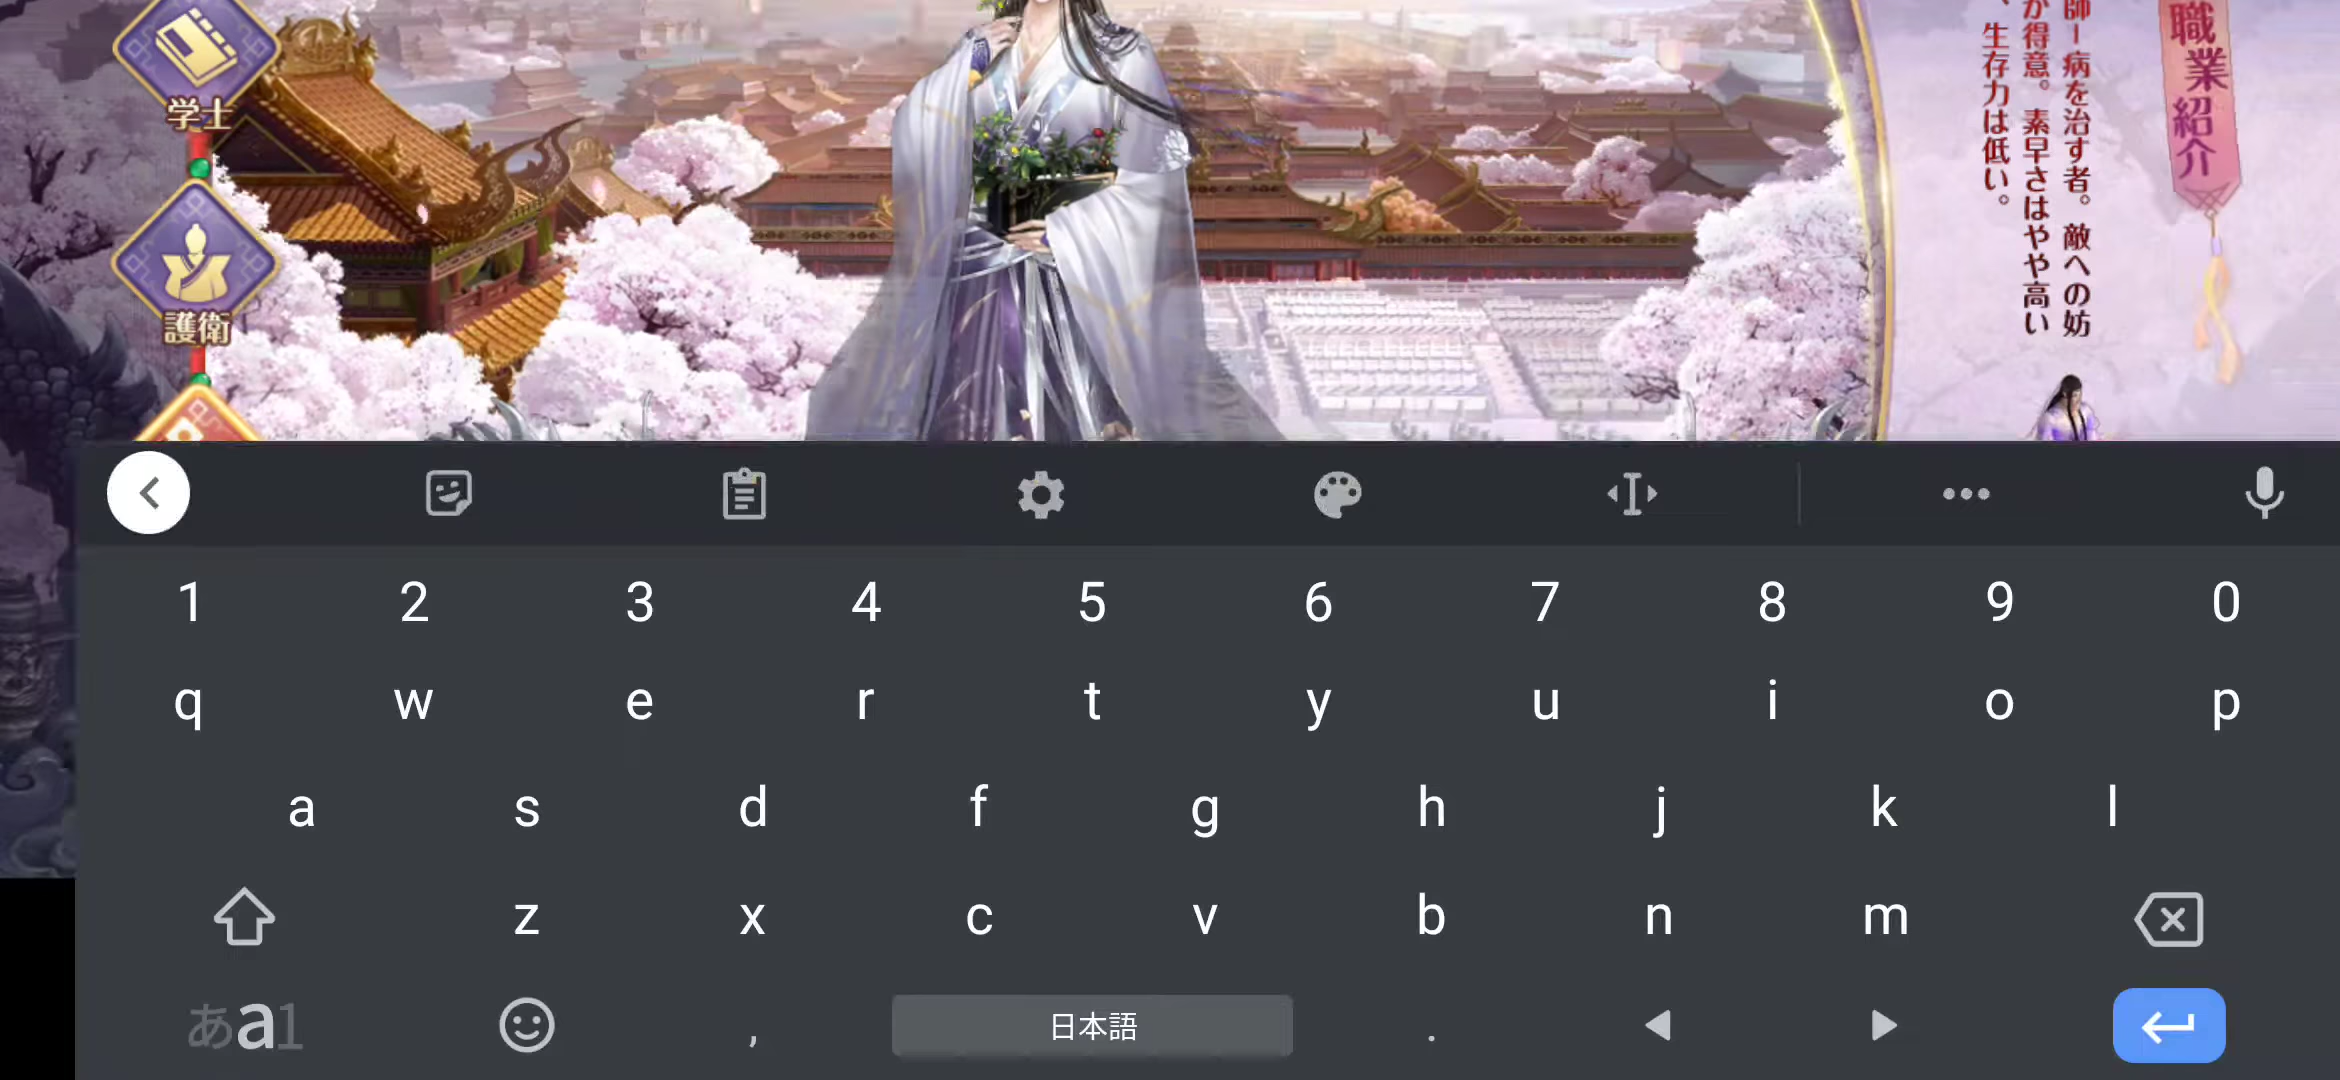 学士
護衛
職業紹介
師ー病を治す者。敵への妨
が得意。素早さはやや高い
、生存力は低い。
1 2 3 4 5 6 7 8 9 0
q w e r t y u i o p
a s d f g h j k l
z x c v b n m
あa1 , 日本語 .